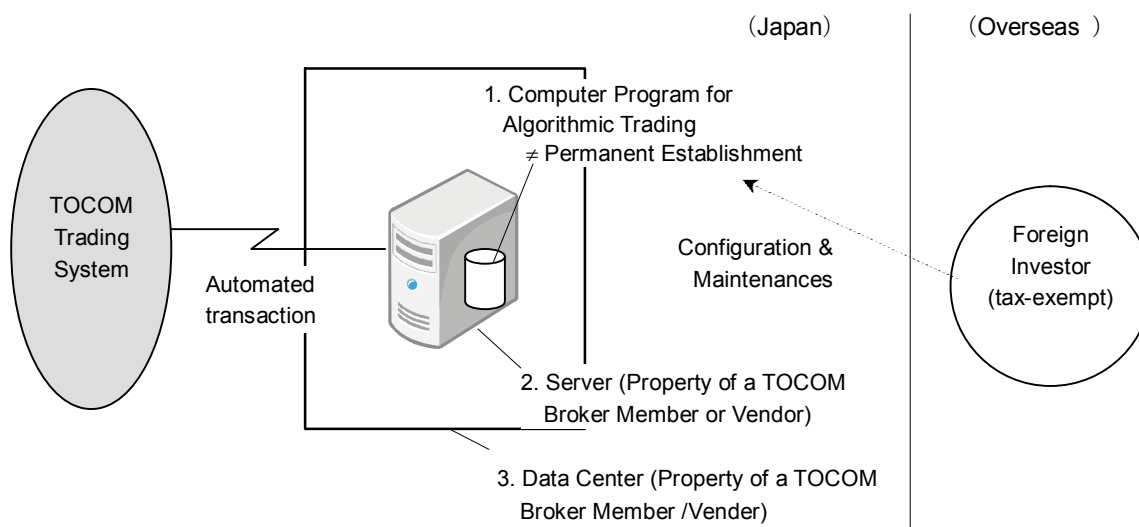 （Japan）
（Overseas ）
1. Computer Program for
Algorithmic Trading
≠ Permanent Establishment
TOCOM
Trading
System
Automated
transaction
Configuration &
Maintenances
Foreign
Investor
(tax-exempt)
2. Server (Property of a TOCOM
Broker Member or Vendor)
3. Data Center (Property of a TOCOM
Broker Member /Vender)